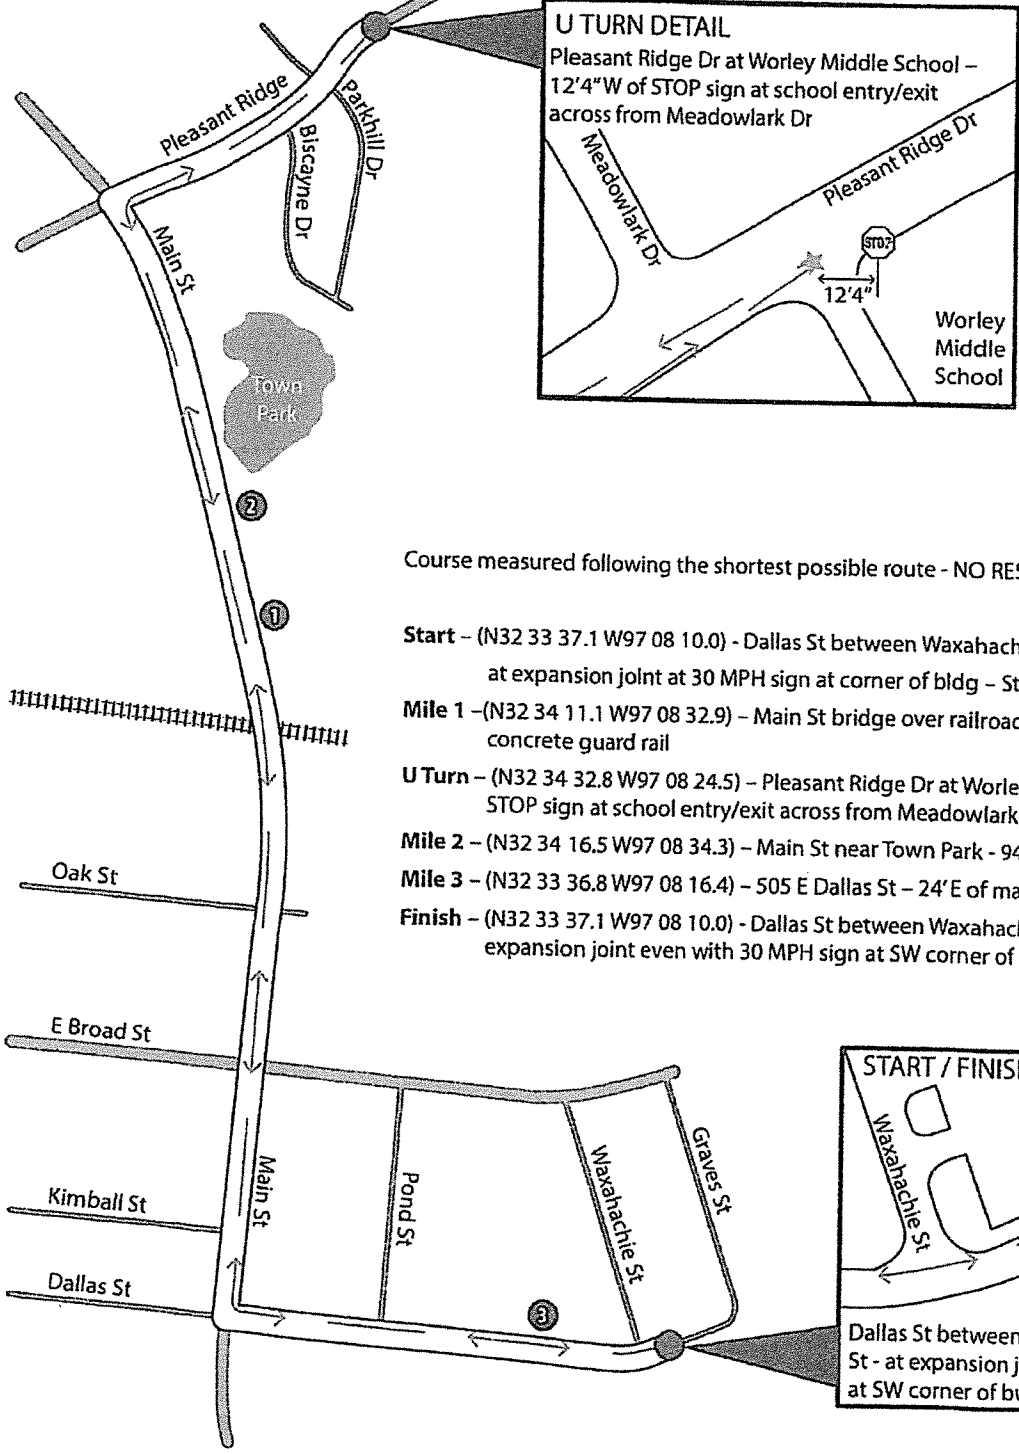 U TURN DETAIL
Pleasant Ridge Dr at Worley Middle School –
12'4"W of STOP sign at school entry/exit
across from Meadowlark Dr
Meadowlark Dr
Pleasant Ridge Dr
STOP
12'4"
Worley
Middle
School
Pleasant Ridge
Parkhill Dr
Biscayne Dr
Main St
Town
Park
2
1
Course measured following the shortest possible route - NO
Start – (N32 33 37.1 W97 08 10.0) - Dallas St between
at expansion joint at 30 MPH sign at corner of bldg –
Mile 1 –(N32 34 11.1 W97 08 32.9) – Main St bridge over
concrete guard rail
U Turn – (N32 34 32.8 W97 08 24.5) – Pleasant Ridge Dr at
STOP sign at school entry/exit across from Meadowlark
Mile 2 – (N32 34 16.5 W97 08 34.3) – Main St near Town Park -
Mile 3 – (N32 33 36.8 W97 08 16.4) – 505 E Dallas St – 24'E of
Finish – (N32 33 37.1 W97 08 10.0) - Dallas St between
expansion joint even with 30 MPH sign at SW corner of
Oak St
E Broad St
Kimball St
Dallas St
Main St
Pond St
Waxahachie St
Graves St
3
START /
Waxahachie St
Dallas St between
St - at expansion
at SW corner of